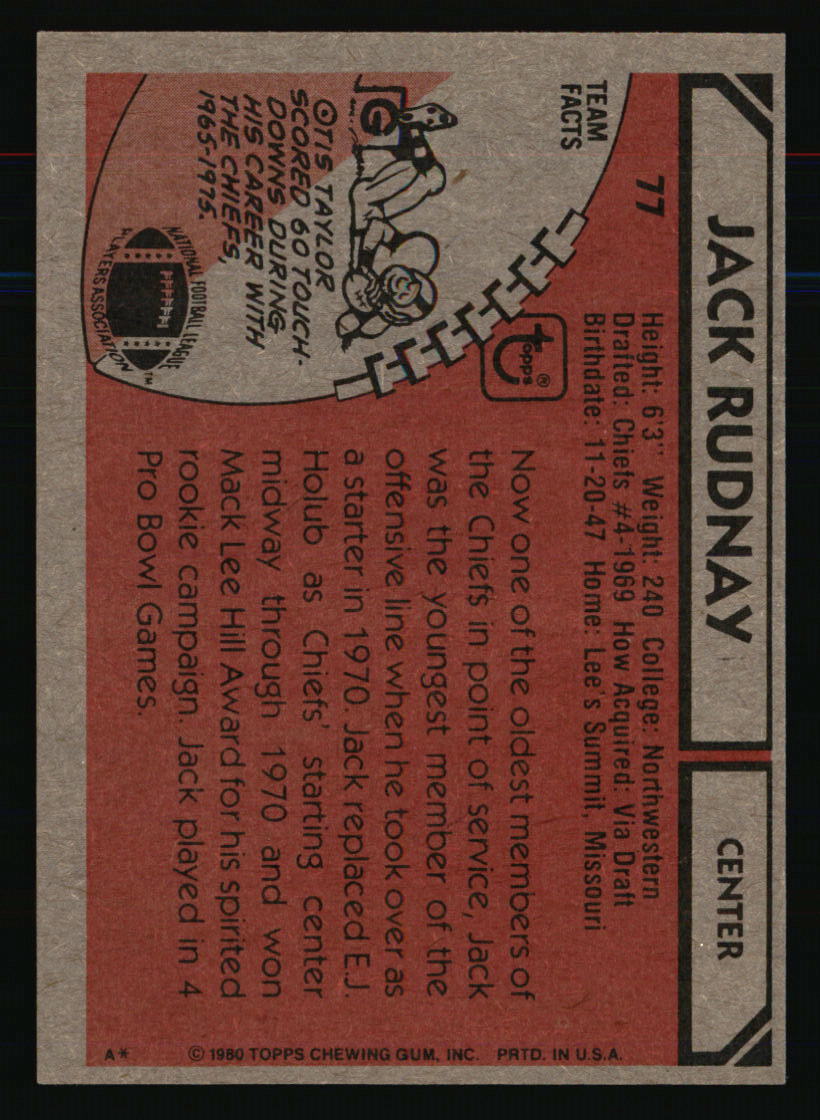 JACK RUDNAY
CENTER
77
Height: 6'3" Weight: 240 College: Northwestern
Drafted: Chiefs #4-1969 How Acquired: Via Draft
Birthdate: 11-20-47 Home: Lee's Summit, Missouri
TEAM
FACTS
topps®
OTIS TAYLOR
SCORED 60 TOUCH-
DOWNS DURING
HIS CAREER WITH
THE CHIEFS,
1965-1975.
NATIONAL FOOTBALL LEAGUE
PLAYERS ASSOCIATION
TM
Now one of the oldest members of
the Chiefs in point of service, Jack
was the youngest member of the
offensive line when he took over as
a starter in 1970. Jack replaced E.J.
Holub as Chiefs' starting center
midway through 1970 and won
Mack Lee Hill Award for his spirited
rookie campaign. Jack played in 4
Pro Bowl Games.
A* © 1980 TOPPS CHEWING GUM, INC. PRTD. IN U.S.A.